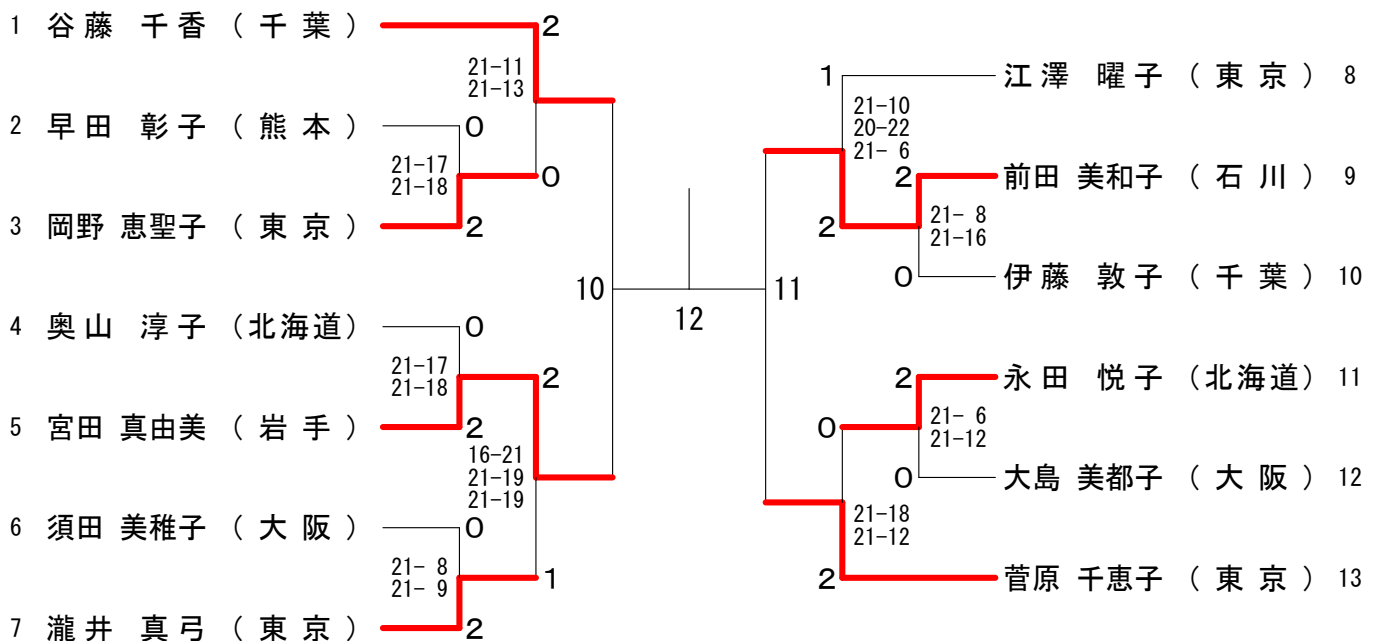 1 谷藤 千香 (千葉) 2
21-11
21-13
2 早田 彰子 (熊本) 0
21-17
21-18
0
3 岡野 恵聖子 (東京) 2
10
4 奥山 淳子 (北海道) 0
21-17
21-18
2
5 宮田 真由美 (岩手) 2
16-21
21-19
21-19
6 須田 美稚子 (大阪) 0
21- 8
21- 9
1
7 瀧井 真弓 (東京) 2
12
1 江澤 曜子 (東京) 8
21-10
20-22
21- 6
2 前田 美和子 (石川) 9
2
21- 8
21-16
0 伊藤 敦子 (千葉) 10
11
2 永田 悦子 (北海道) 11
0
21- 6
21-12
0 大島 美都子 (大阪) 12
21-18
21-12
2 菅原 千恵子 (東京) 13